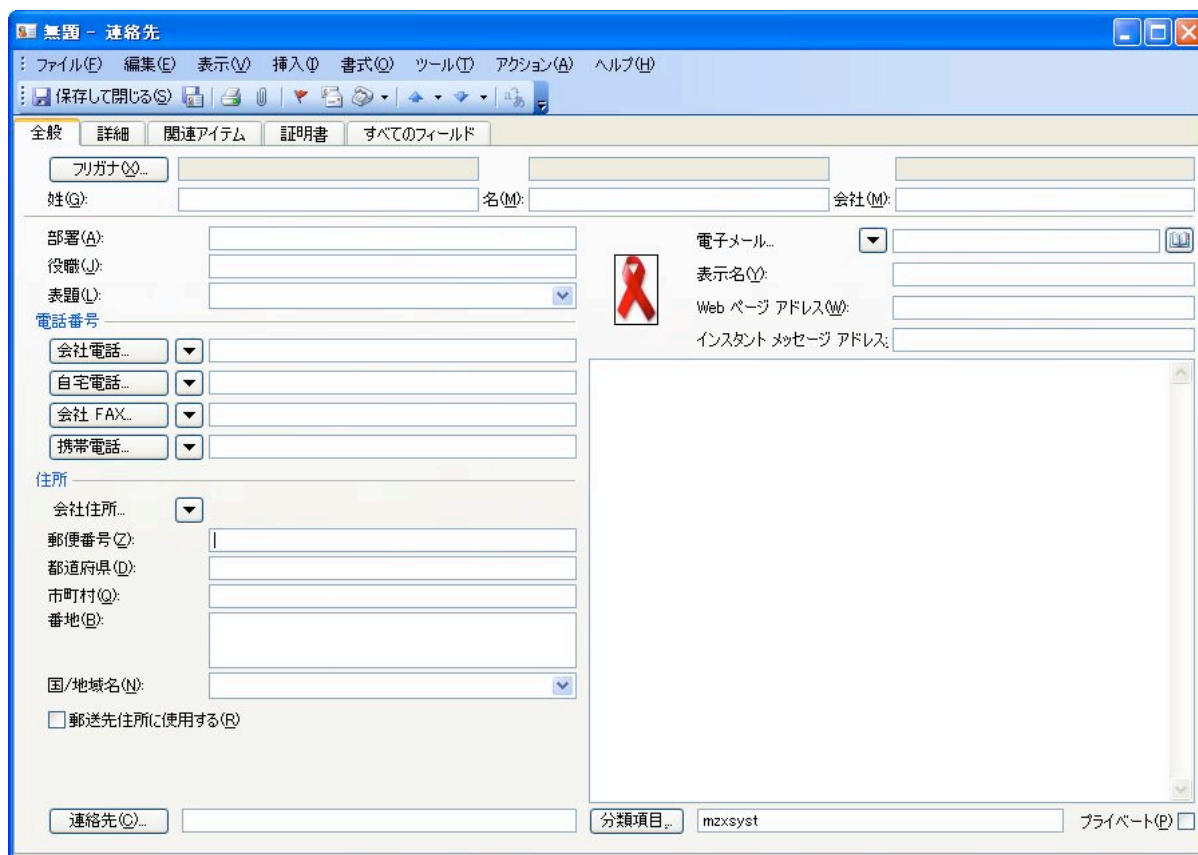 無題 - 連絡先
ファイル(F) 編集(E) 表示(V) 挿入(I) 書式(O) ツール(T) アクション(A) ヘルプ(H)
保存して閉じる(S)
全般 詳細 関連アイテム 証明書 すべてのフィールド
フリガナ(X)...
姓(G): 名(M): 会社(M):
部署(A):
役職(J):
表題(L):
電子メール...
表示名(Y):
Web ページ アドレス(W):
インスタント メッセージ アドレス:
電話番号
会社電話...
自宅電話...
会社 FAX...
携帯電話...
住所
会社住所...
郵便番号(Z):
都道府県(D):
市町村(Q):
番地(B):
国/地域名(N):
郵送先住所に使用する(R)
連絡先(C)... 分類項目... mzxsyst プライベート(P)